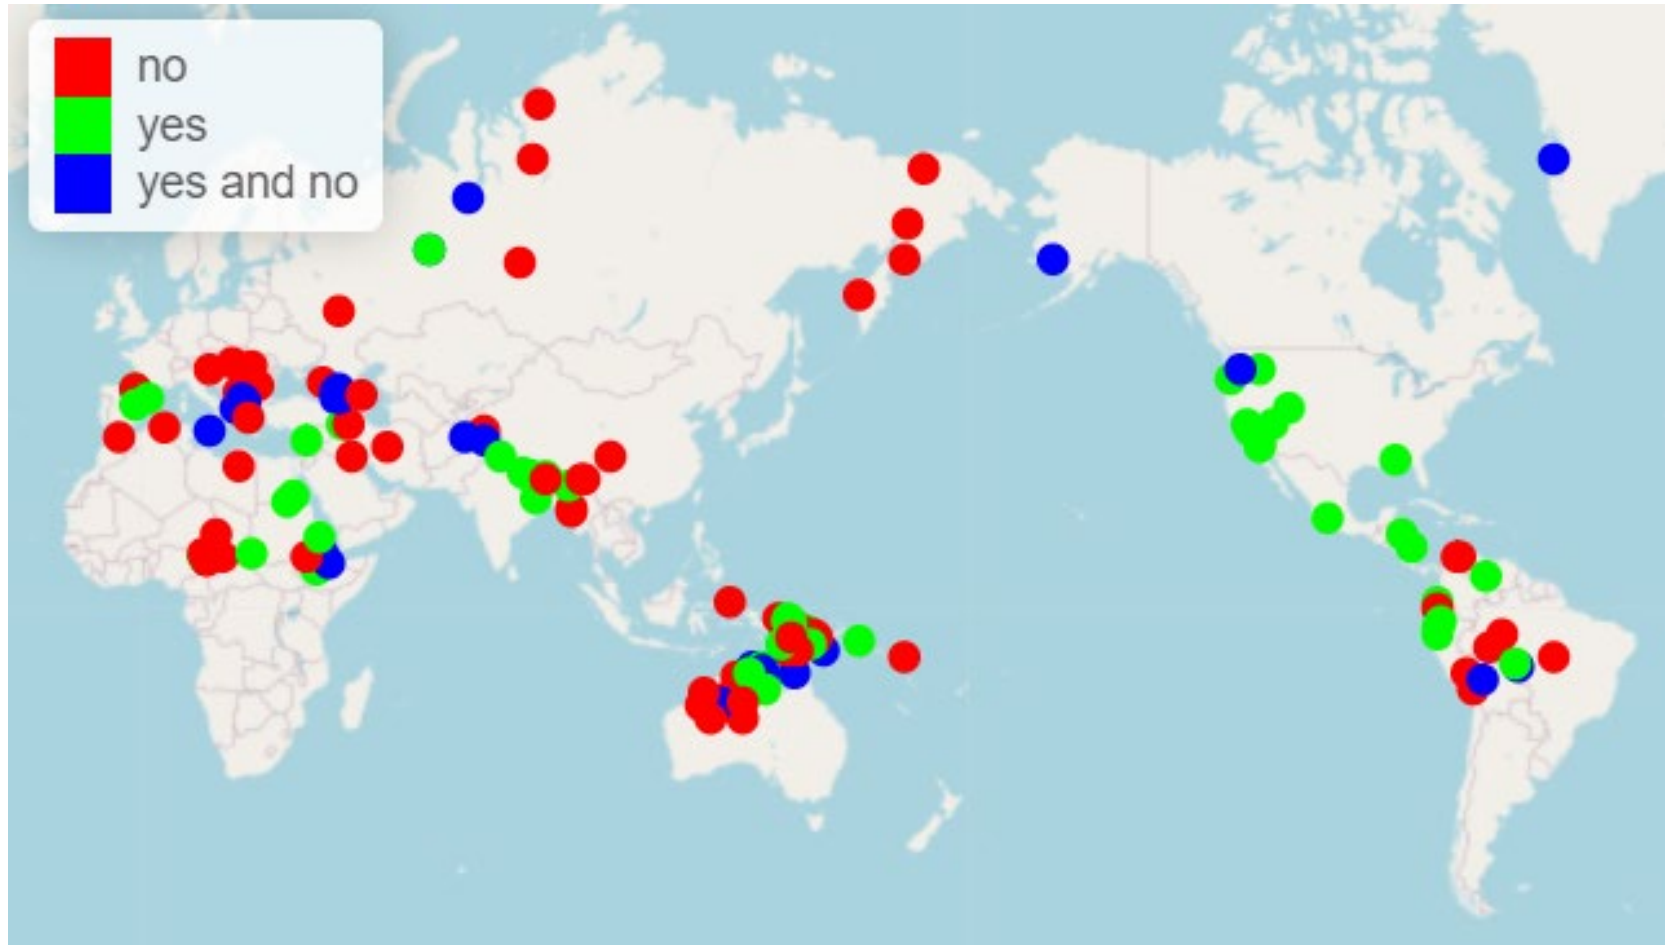 no
yes
yes and no